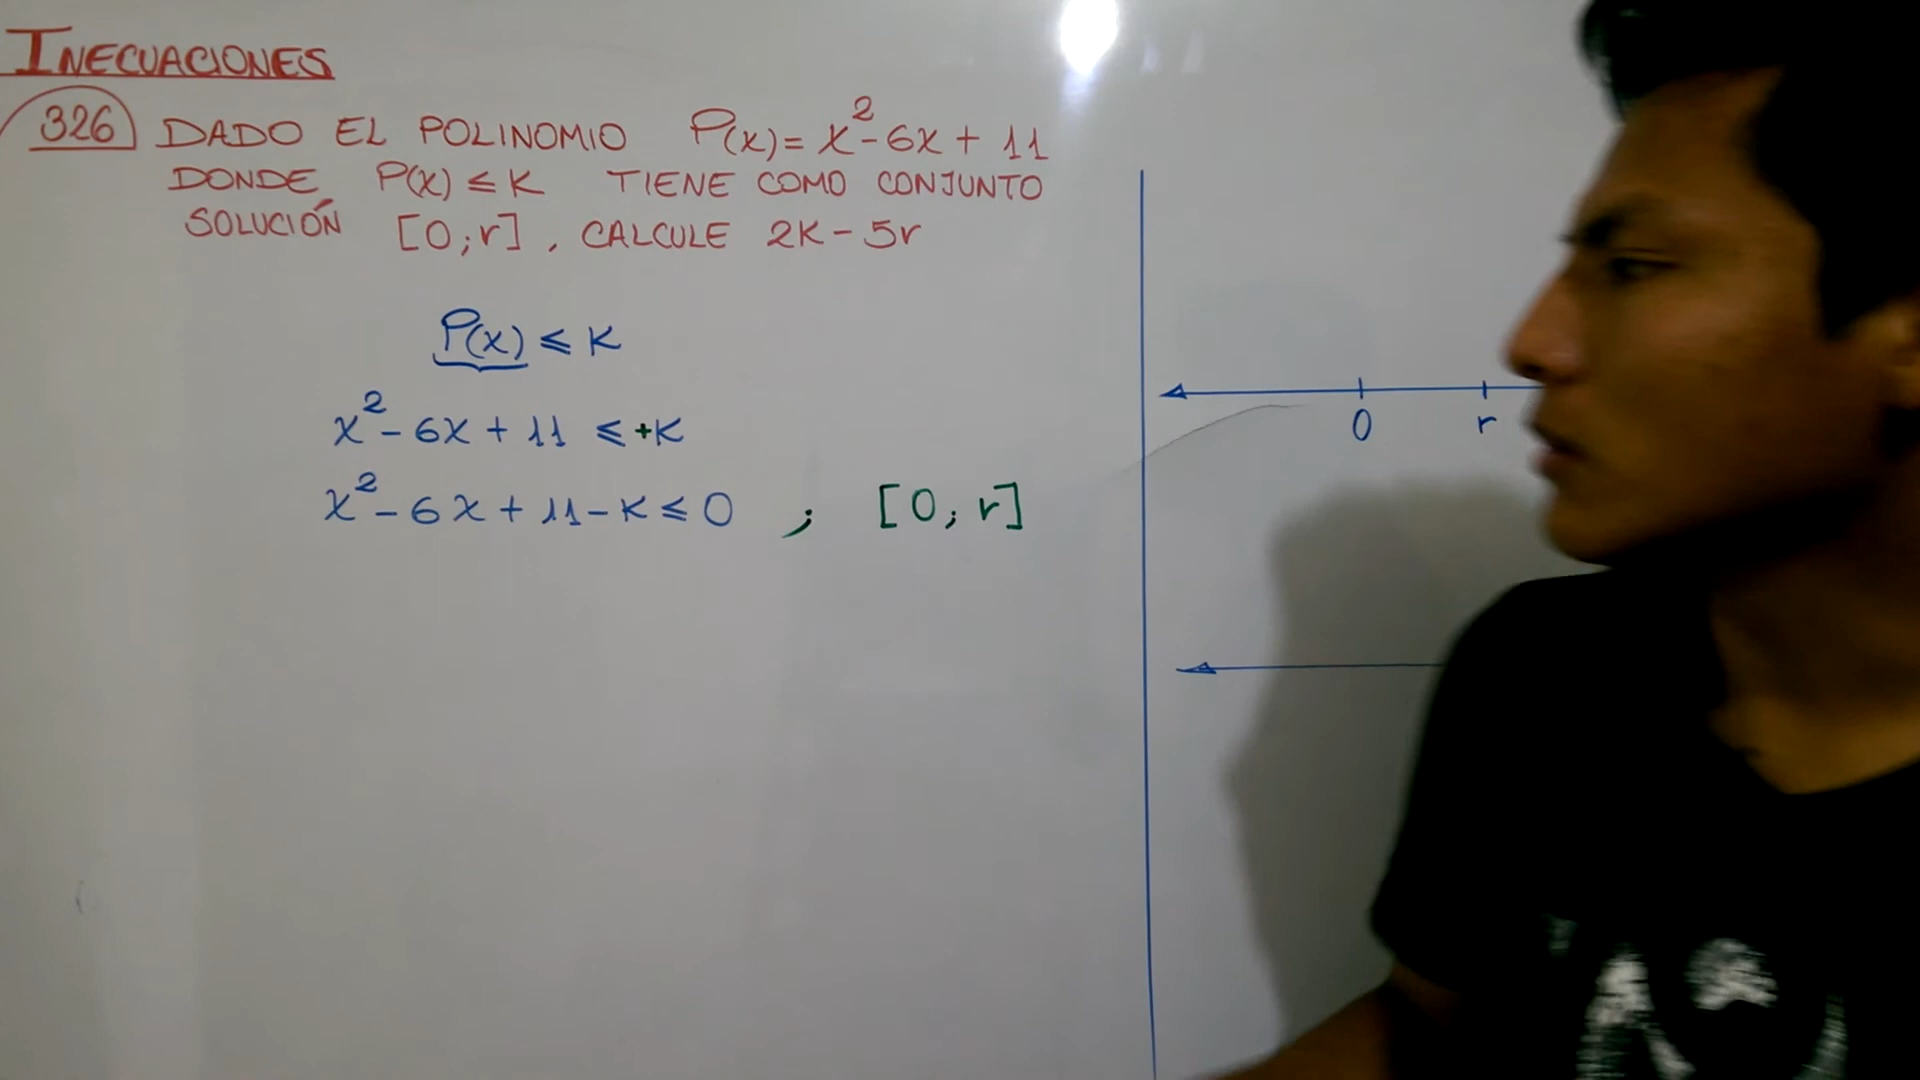 INECUACIONES
326 DADO EL POLINOMIO P(x)= x²-6x + 11
DONDE P(x) ≤ K TIENE COMO CONJUNTO
SOLUCIÓN [0;r] , CALCULE 2K - 5r
P(x) ≤ K
x² - 6x + 11 ≤ +K
x² - 6x + 11 - K ≤ 0 ; [0; r]
0 r